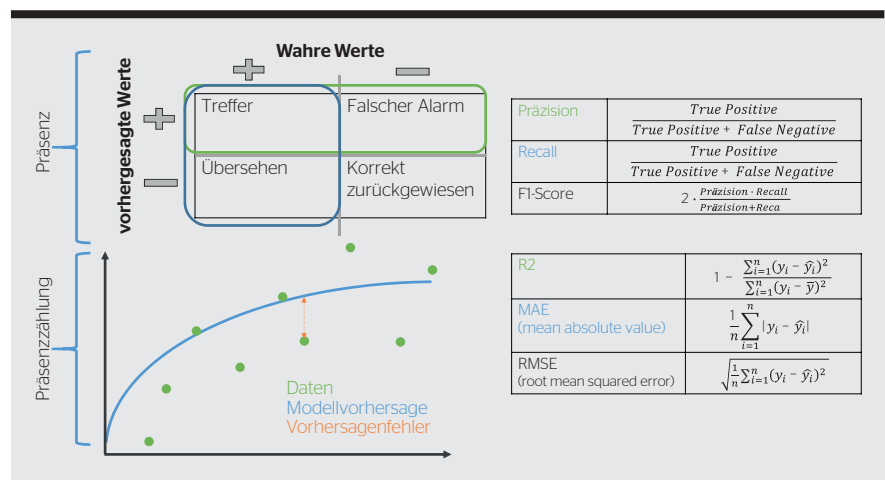 Wahre Werte
+ −
Präsenz
vorhergesagte Werte
+
−
Treffer
Falscher Alarm
Übersehen
Korrekt
zurückgewiesen
Präzision
True Positive
True Positive + False Negative
Recall
True Positive
True Positive + False Negative
F1-Score
2 · Präzision · Recall
Präzision+Reca
Präsenzzählung
Daten
Modellvorhersage
Vorhersagenfehler
R2
1 − ∑ⁿᵢ₌₁(yᵢ − ŷᵢ)²
∑ⁿᵢ₌₁(yᵢ − ȳ)²
MAE
(mean absolute value)
1/n ∑ⁿᵢ₌₁ |yᵢ − ŷᵢ|
RMSE
(root mean squared error)
√(1/n ∑ⁿᵢ₌₁(yᵢ − ŷᵢ)²)